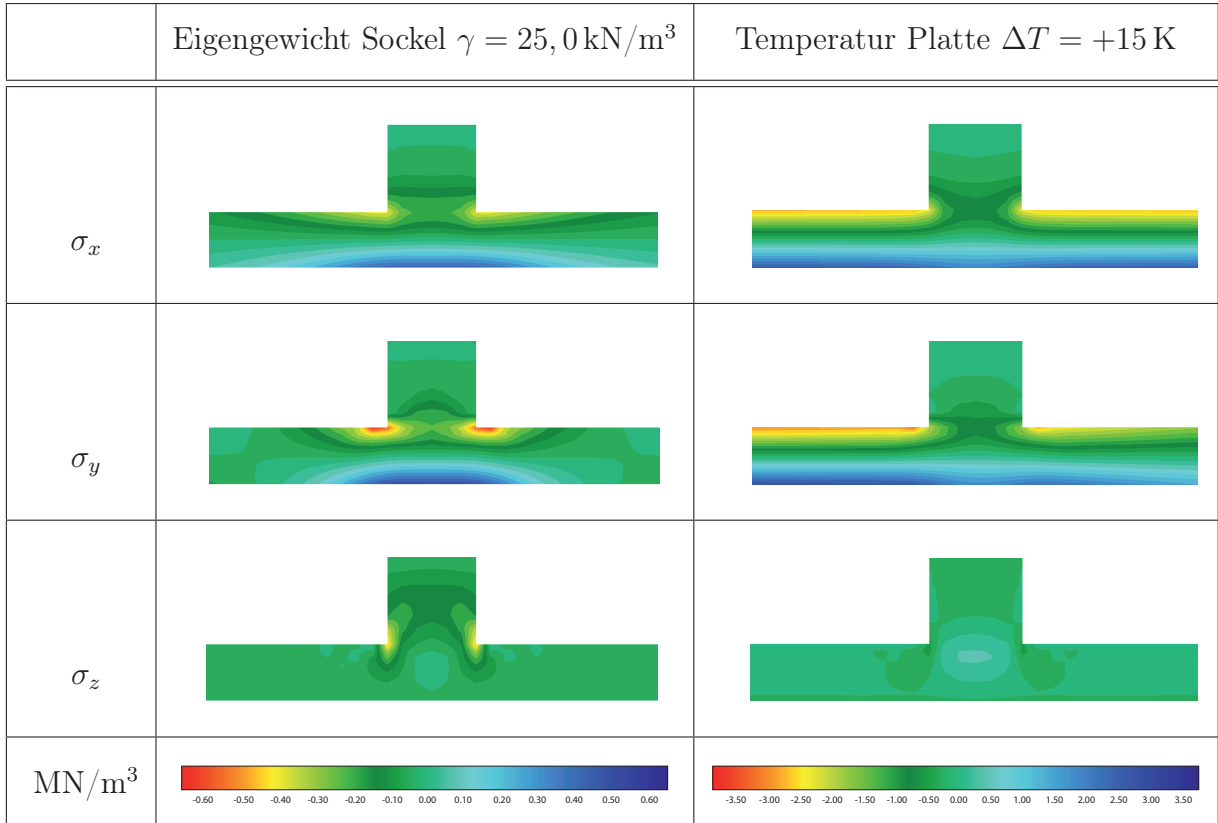 Eigengewicht Sockel γ = 25, 0 kN/m³
Temperatur Platte ΔT = +15 K
σx
σy
σz
MN/m³
-0.60 -0.50 -0.40 -0.30 -0.20 -0.10 0.00 0.10 0.20 0.30 0.40 0.50 0.60
-3.50 -3.00 -2.50 -2.00 -1.50 -1.00 -0.5 0.00 0.50 1.00 1.50 2.00 2.50 3.00 3.50